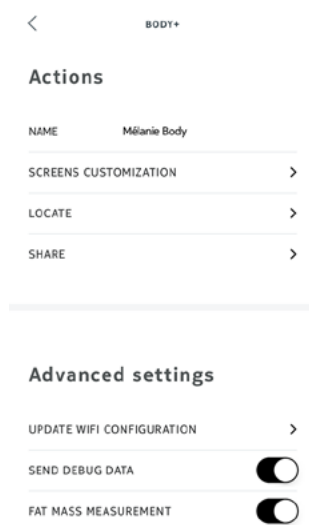 BODY+
Actions
NAME Mélanie Body
SCREENS CUSTOMIZATION
LOCATE
SHARE
Advanced settings
UPDATE WIFI CONFIGURATION
SEND DEBUG DATA
FAT MASS MEASUREMENT